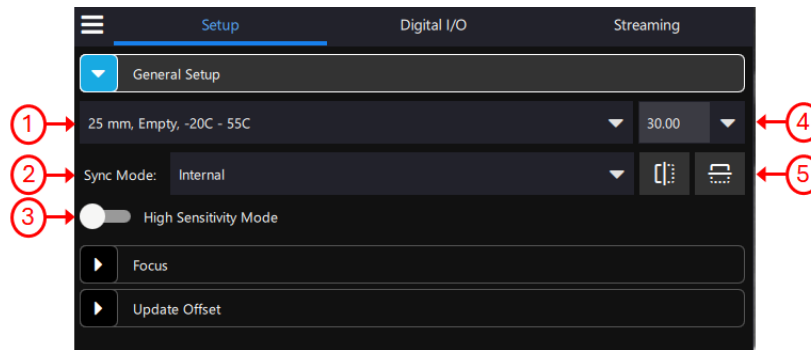 Setup Digital I/O Streaming
General Setup
1 25 mm, Empty, -20C - 55C 30.00 4
2 Sync Mode: Internal 5
3 High Sensitivity Mode
Focus
Update Offset